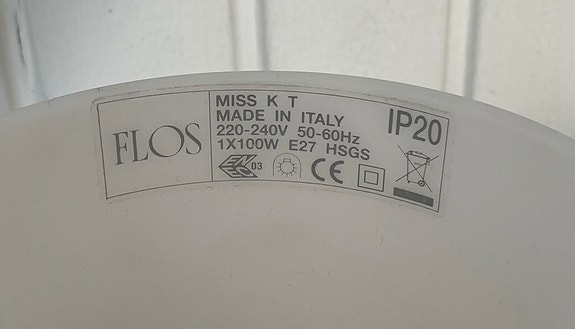 FLOS
MISS K T
MADE IN ITALY
220-240V 50-60Hz
1X100W E27 HSGS
IP20
ENEC 03 CE